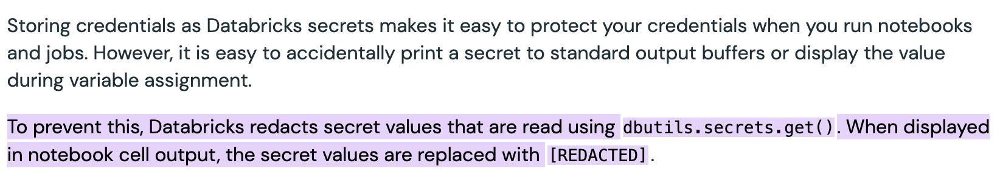 Storing credentials as Databricks secrets makes it easy to protect your credentials when you run notebooks
and jobs. However, it is easy to accidentally print a secret to standard output buffers or display the value
during variable assignment.
To prevent this, Databricks redacts secret values that are read using dbutils.secrets.get(). When displayed
in notebook cell output, the secret values are replaced with [REDACTED].